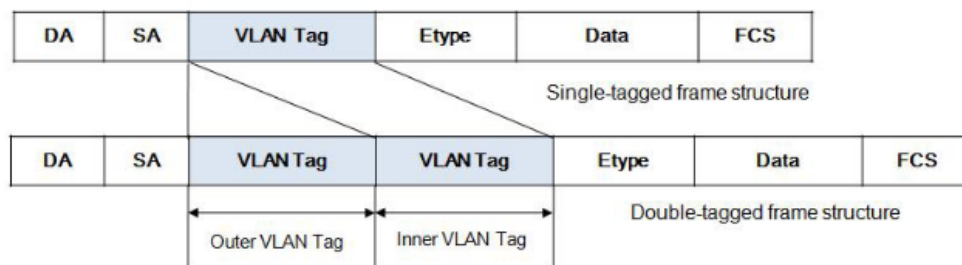 DA SA VLAN Tag Etype Data FCS
Single-tagged frame structure
DA SA VLAN Tag VLAN Tag Etype Data FCS
Double-tagged frame structure
Outer VLAN Tag Inner VLAN Tag